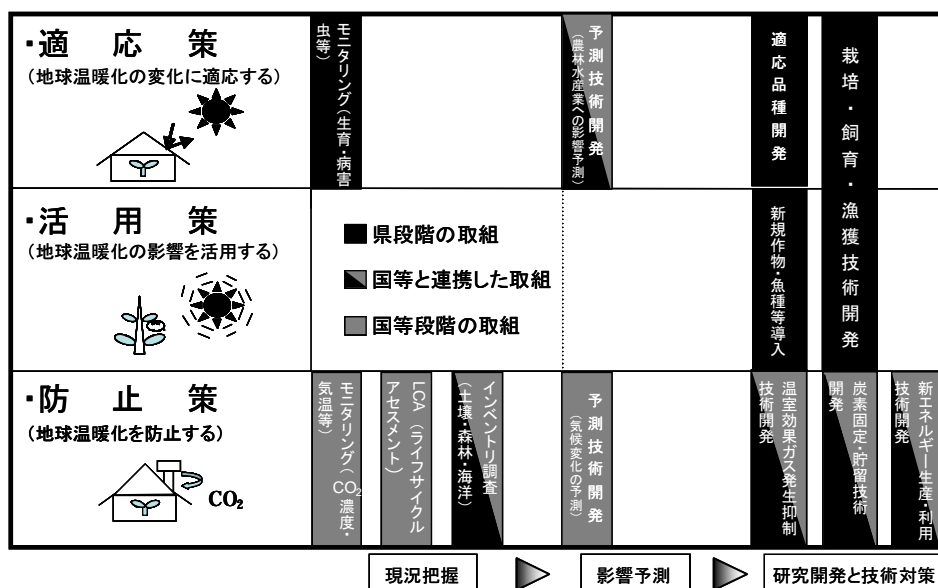 ・適応策
(地球温暖化の変化に適応する)
モニタリング(生育・病害
虫等)
予測技術開発
(農林水産業への影響予測)
適応品種開発
栽培・飼育・漁獲技術開発
・活用策
(地球温暖化の影響を活用する)
県段階の取組
国等と連携した取組
国等段階の取組
新規作物・魚種等導入
・防止策
(地球温暖化を防止する)
CO2
モニタリング(CO2濃度・
気温等)
LCA(ライフサイクル
アセスメント)
インベントリ調査
(土壌・森林・海洋)
予測技術開発
(気候変化の予測)
温室効果ガス発生抑制
技術開発
炭素固定・貯留技術
開発
新エネルギー生産・利用
技術開発
現況把握
影響予測
研究開発と技術対策